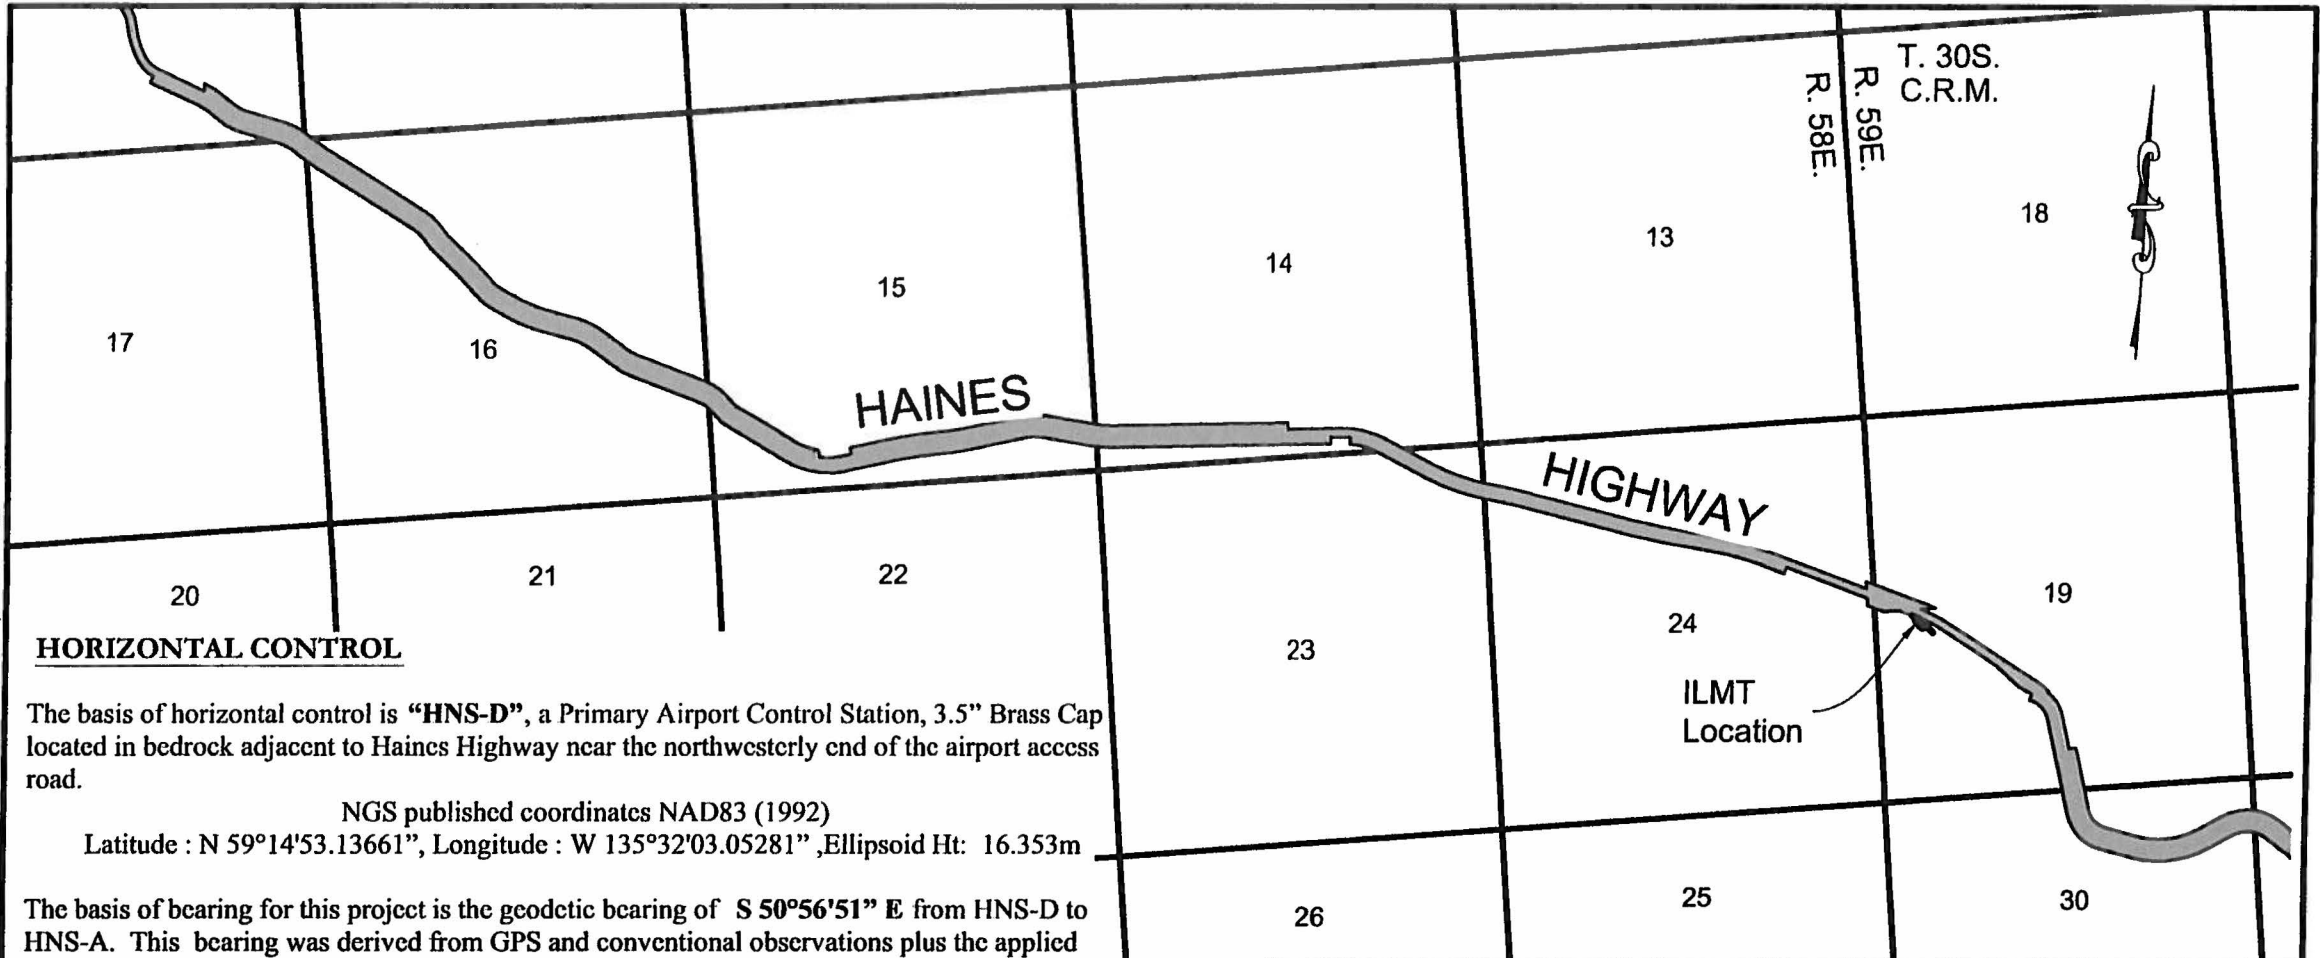 T. 30S.
C.R.M.
R. 58E.
R. 59E.
18
13
14
15
17
16
HAINES
HIGHWAY
19
24
23
22
21
20
ILMT
Location
HORIZONTAL CONTROL
The basis of horizontal control is “HNS-D”, a Primary Airport Control Station, 3.5” Brass Cap
located in bedrock adjacent to Haines Highway near the northwesterly end of the airport access
road.
NGS published coordinates NAD83 (1992)
Latitude : N 59°14'53.13661”, Longitude : W 135°32'03.05281” ,Ellipsoid Ht: 16.353m
The basis of bearing for this project is the geodetic bearing of S 50°56'51” E from HNS-D to
HNS-A. This bearing was derived from GPS and conventional observations plus the applied
26
25
30